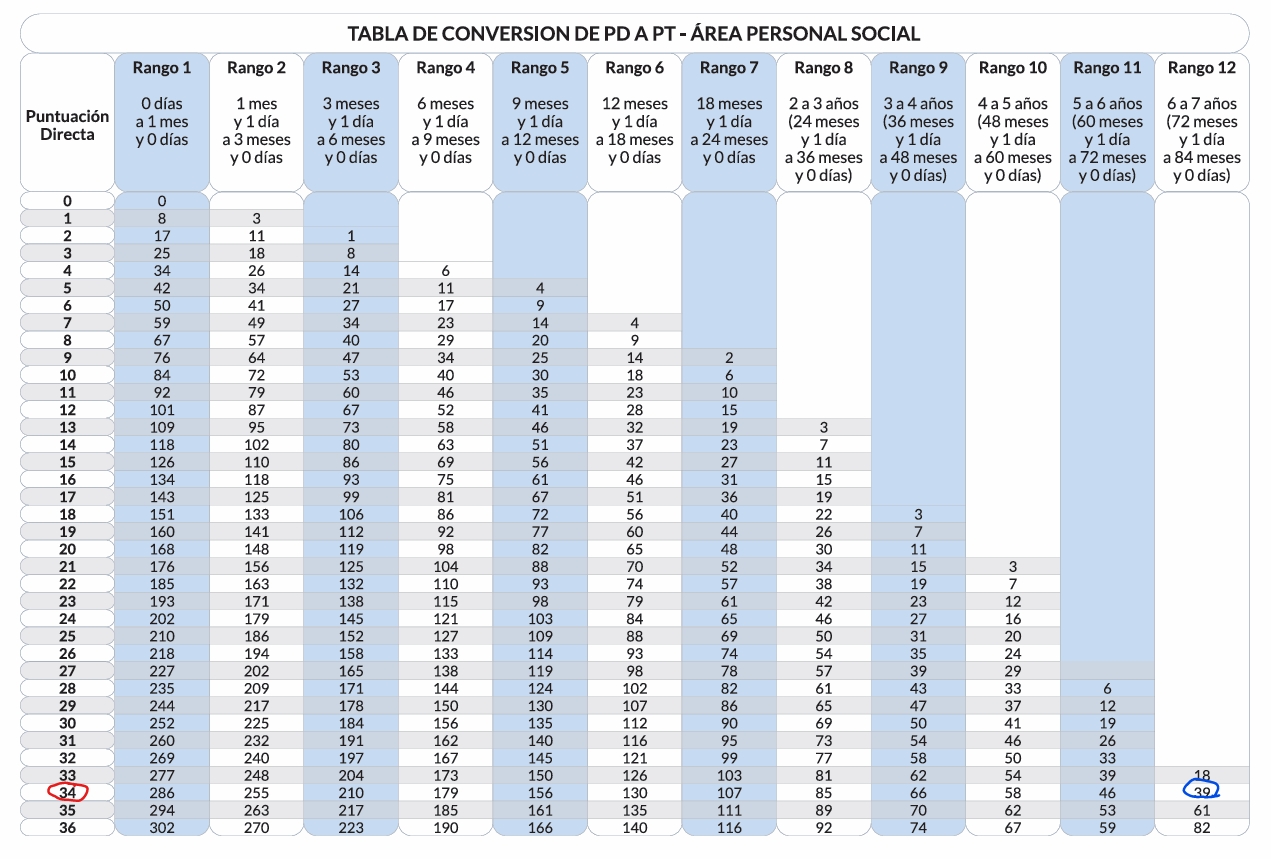 TABLA DE CONVERSION DE PD A PT - ÁREA PERSONAL SOCIAL
Puntuación Directa Rango 1 Rango 2 Rango 3 Rango 4 Rango 5 Rango 6 Rango 7 Rango 8 Rango 9 Rango 10 Rango 11 Rango 12
0 días 1 mes 3 meses 6 meses 9 meses 12 meses 18 meses 2 a 3 años 3 a 4 años 4 a 5 años 5 a 6 años 6 a 7 años
a 1 mes y 1 día y 1 día y 1 día y 1 día y 1 día y 1 día (24 meses (36 meses (48 meses (60 meses (72 meses
y 0 días a 3 meses a 6 meses a 9 meses a 12 meses a 18 meses a 24 meses y 1 día y 1 día y 1 día y 1 día y 1 día
y 0 días y 0 días y 0 días y 0 días y 0 días y 0 días a 36 meses a 48 meses a 60 meses a 72 meses a 84 meses
y 0 días) y 0 días) y 0 días) y 0 días) y 0 días)
0 0
1 8 3
2 17 11 1
3 25 18 8
4 34 26 14 6
5 42 34 21 11 4
6 50 41 27 17 9
7 59 49 34 23 14 4
8 67 57 40 29 20 9
9 76 64 47 34 25 14 2
10 84 72 53 40 30 18 6
11 92 79 60 46 35 23 10
12 101 87 67 52 41 28 15
13 109 95 73 58 46 32 19 3
14 118 102 80 63 51 37 23 7
15 126 110 86 69 56 42 27 11
16 134 118 93 75 61 46 31 15
17 143 125 99 81 67 51 36 19
18 151 133 106 86 72 56 40 22 3
19 160 141 112 92 77 60 44 26 7
20 168 148 119 98 82 65 48 30 11
21 176 156 125 104 88 70 52 34 15 3
22 185 163 132 110 93 74 57 38 19 7
23 193 171 138 115 98 79 61 42 23 12
24 202 179 145 121 103 84 65 46 27 16
25 210 186 152 127 109 88 69 50 31 20
26 218 194 158 133 114 93 74 54 35 24
27 227 202 165 138 119 98 78 57 39 29
28 235 209 171 144 124 102 82 61 43 33 6
29 244 217 178 150 130 107 86 65 47 37 12
30 252 225 184 156 135 112 90 69 50 41 19
31 260 232 191 162 140 116 95 73 54 46 26
32 269 240 197 167 145 121 99 77 58 50 33
33 277 248 204 173 150 126 103 81 62 54 39 18
34 286 255 210 179 156 130 107 85 66 58 46 39
35 294 263 217 185 161 135 111 89 70 62 53 61
36 302 270 223 190 166 140 116 92 74 67 59 82